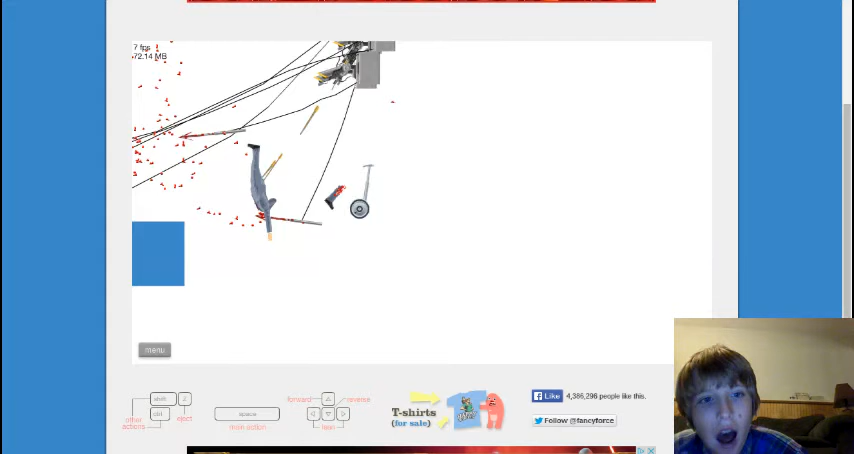 7 fps
72.14 MB
menu
shift
Z
ctrl
eject
other
actions
space
main action
forward
reverse
lean
T-shirts
(for sale)
Like
4,386,296 people like this.
Follow @fancyforce